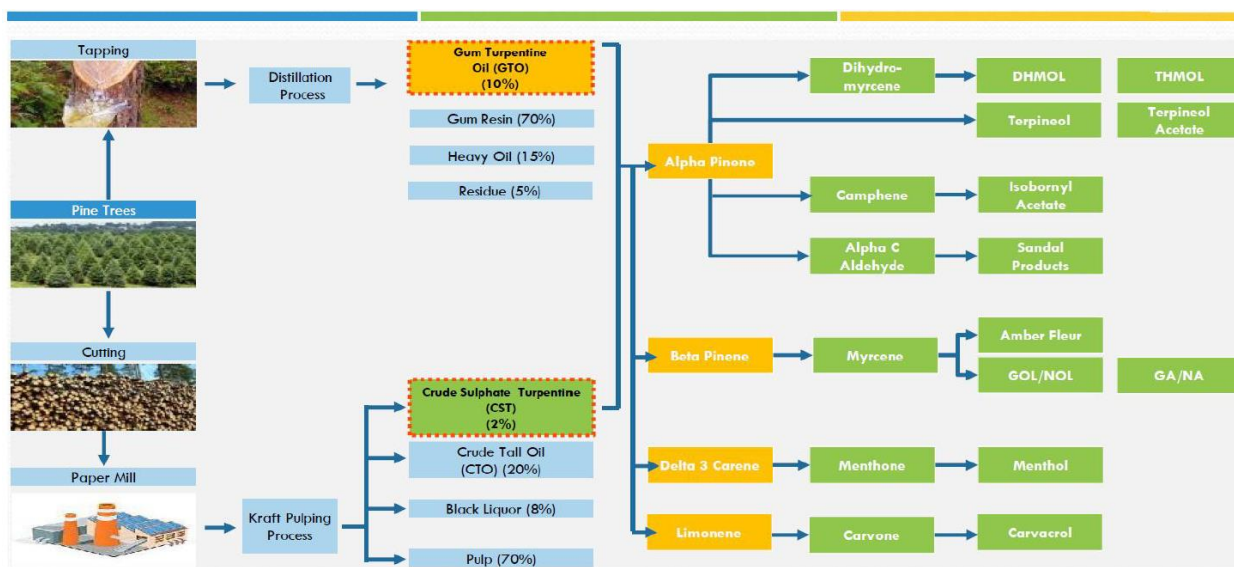 Tapping
Distillation
Process
Gum Turpentine
Oil (GTO)
(10%)
Gum Resin (70%)
Heavy Oil (15%)
Residue (5%)
Pine Trees
Cutting
Paper Mill
Kraft Pulping
Process
Crude Sulphate Turpentine
(CST)
(2%)
Crude Tall Oil
(CTO) (20%)
Black Liquor (8%)
Pulp (70%)
Alpha Pinene
Dihydro-
myrcene
DHMOL
THMOL
Terpineol
Terpineol
Acetate
Camphene
Isobornyl
Acetate
Alpha C
Aldehyde
Sandal
Products
Beta Pinene
Myrcene
Amber Fleur
GOL/NOL
GA/NA
Delta 3 Carene
Menthone
Menthol
Limonene
Carvone
Carvacrol